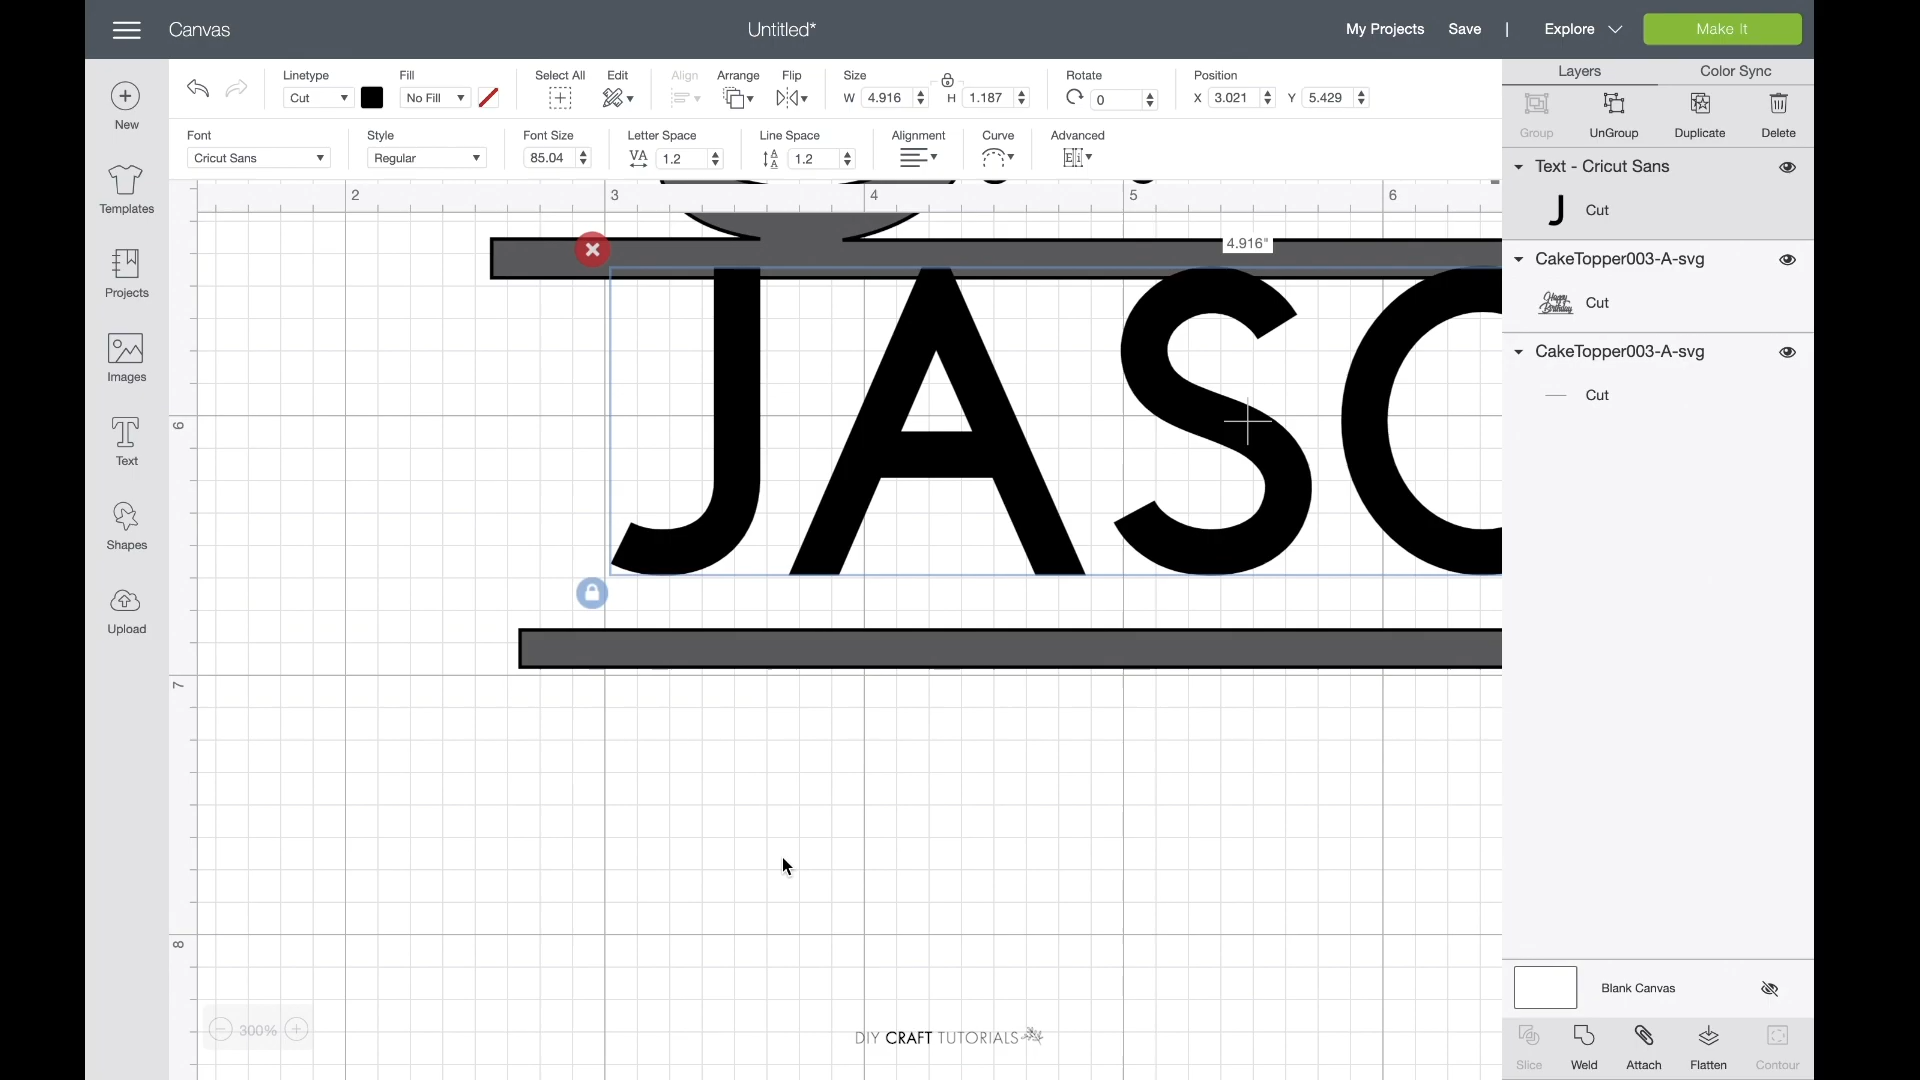 Canvas
Untitled*
My Projects Save | Explore Make It
Linetype Fill Select All Edit Align Arrange Flip Size Rotate Position
Cut No Fill W 4.916 H 1.187 0 X 3.021 Y 5.429
Font Style Font Size Letter Space Line Space Alignment Curve Advanced
Cricut Sans Regular 85.04 VA 1.2 1.2
New
Templates
Projects
Images
Text
Shapes
Upload
2 3 4 5 6
6
7
8
4.916"
JASO
300%
DIY CRAFT TUTORIALS
Layers Color Sync
Group UnGroup Duplicate Delete
Text - Cricut Sans
J Cut
CakeTopper003-A-svg
Happy
Birthday
Cut
CakeTopper003-A-svg
Cut
Blank Canvas
Slice Weld Attach Flatten Contour